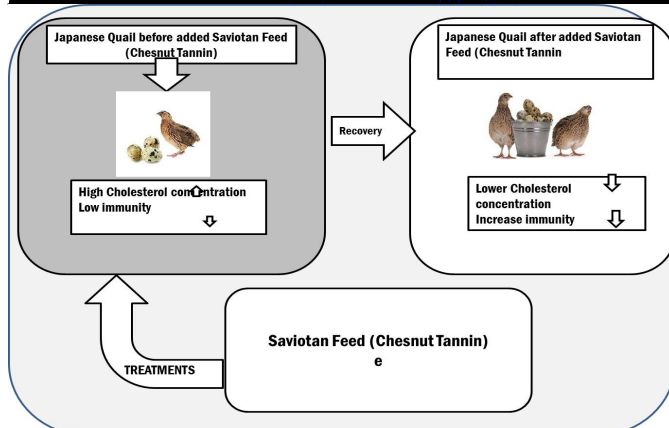 Japanese Quail before added Saviotan Feed
(Chesnut Tannin)
Japanese Quail after added Saviotan
Feed (Chesnut Tannin
Recovery
High Cholesterol concentration
Low immunity
Lower Cholesterol
concentration
Increase immunity
TREATMENTS
Saviotan Feed (Chesnut Tannin)
e